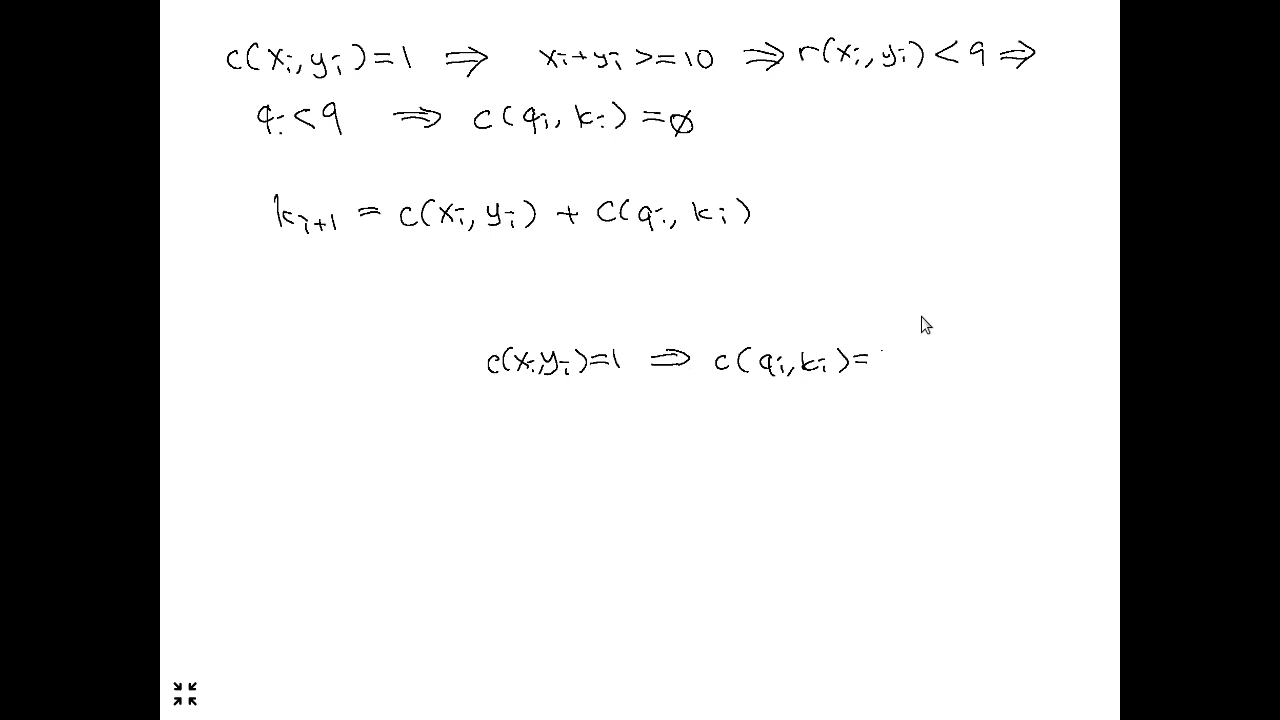 c(xᵢ, yᵢ)=1 ⇒ xᵢ+yᵢ >=10 ⇒ r(xᵢ, yᵢ) < 9 ⇒
qᵢ < 9 ⇒ c(qᵢ, kᵢ) = ∅
kᵢ₊₁ = c(xᵢ, yᵢ) + c(qᵢ, kᵢ)
c(xᵢ,yᵢ)=1 ⇒ c(qᵢ,kᵢ)=